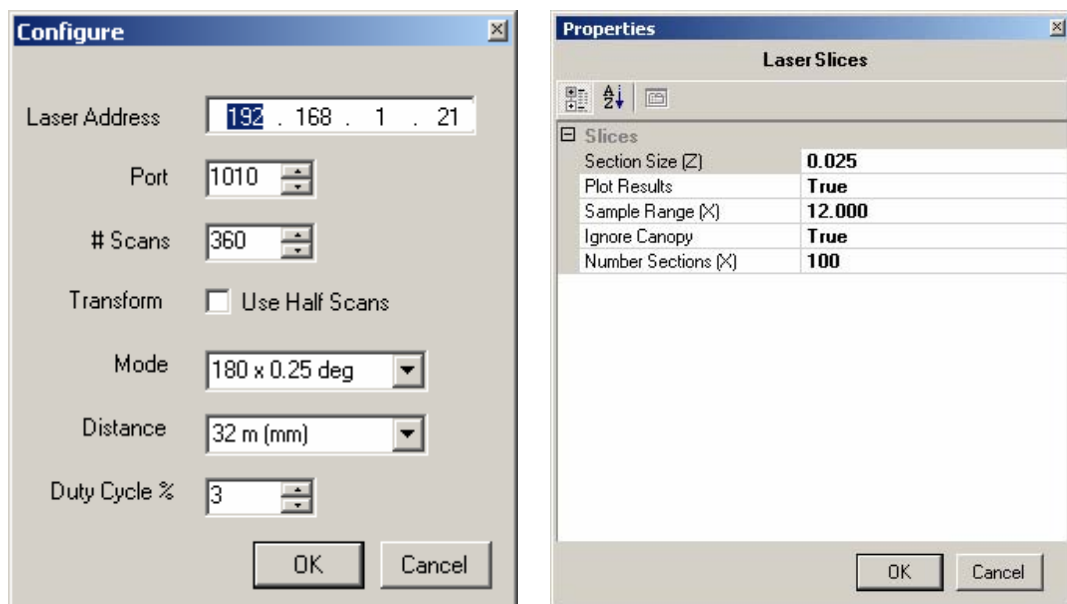 Configure
Laser Address 192 . 168 . 1 . 21
Port 1010
# Scans 360
Transform Use Half Scans
Mode 180 x 0.25 deg
Distance 32 m (mm)
Duty Cycle % 3
OK Cancel
Properties
Laser Slices
A Z
Slices
Section Size (Z) 0.025
Plot Results True
Sample Range (X) 12.000
Ignore Canopy True
Number Sections (X) 100
OK Cancel